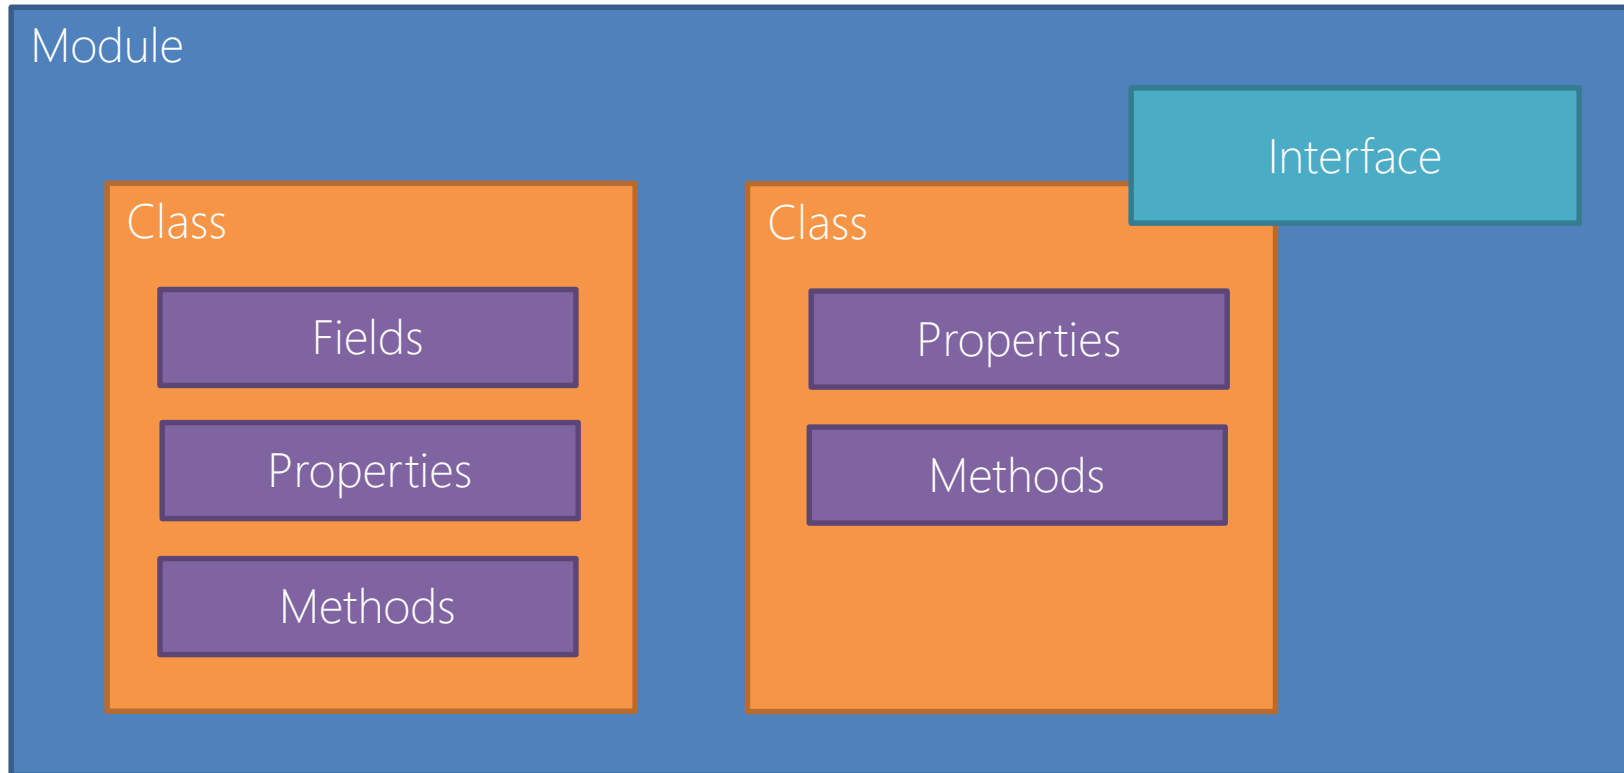 Module
Interface
Class
Fields
Properties
Methods
Class
Properties
Methods